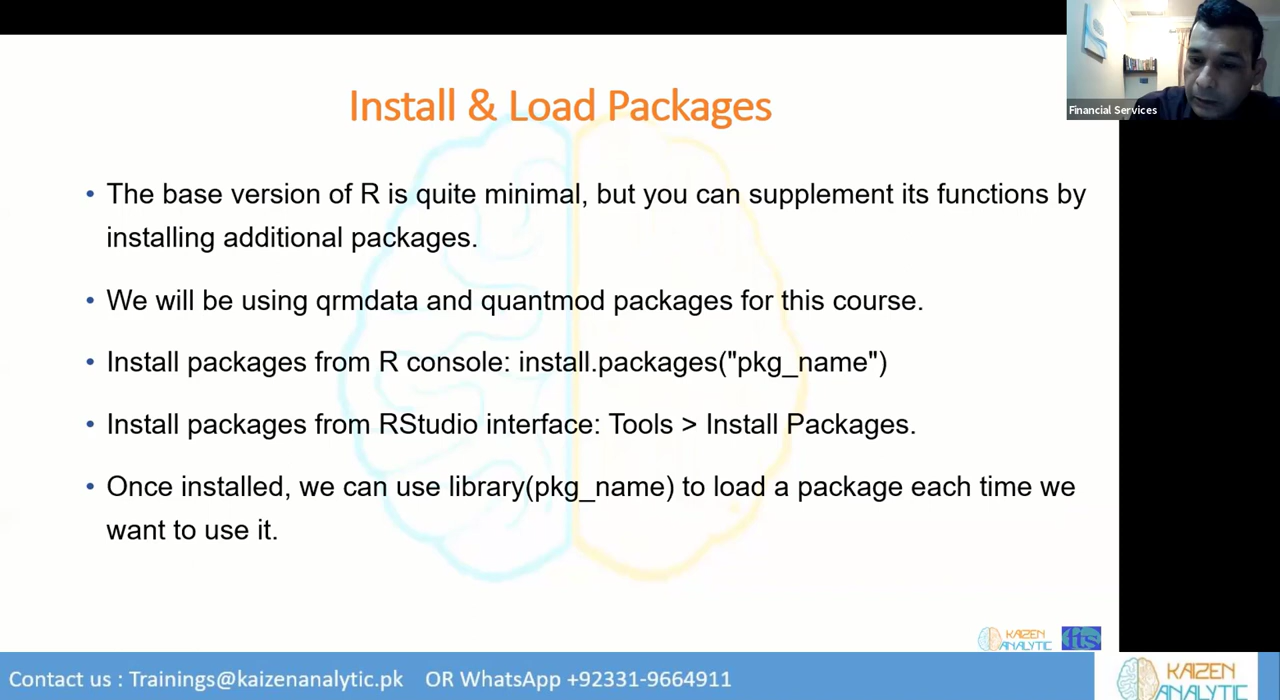 Financial Services
Install & Load Packages
• The base version of R is quite minimal, but you can supplement its functions by
installing additional packages.
• We will be using qrmdata and quantmod packages for this course.
• Install packages from R console: install.packages("pkg_name")
• Install packages from RStudio interface: Tools > Install Packages.
• Once installed, we can use library(pkg_name) to load a package each time we
want to use it.
KAIZEN
ANALYTIC
fts
Contact us : Trainings@kaizenanalytic.pk OR WhatsApp +92331-9664911
KAIZEN
ANALYTIC